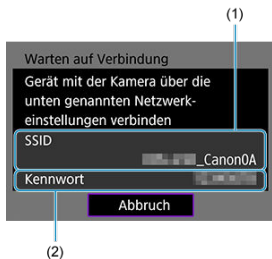 (1)
Warten auf Verbindung
Gerät mit der Kamera über die
unten genannten Netzwerk-
einstellungen verbinden
SSID
_Canon0A
Kennwort
Abbruch
(2)